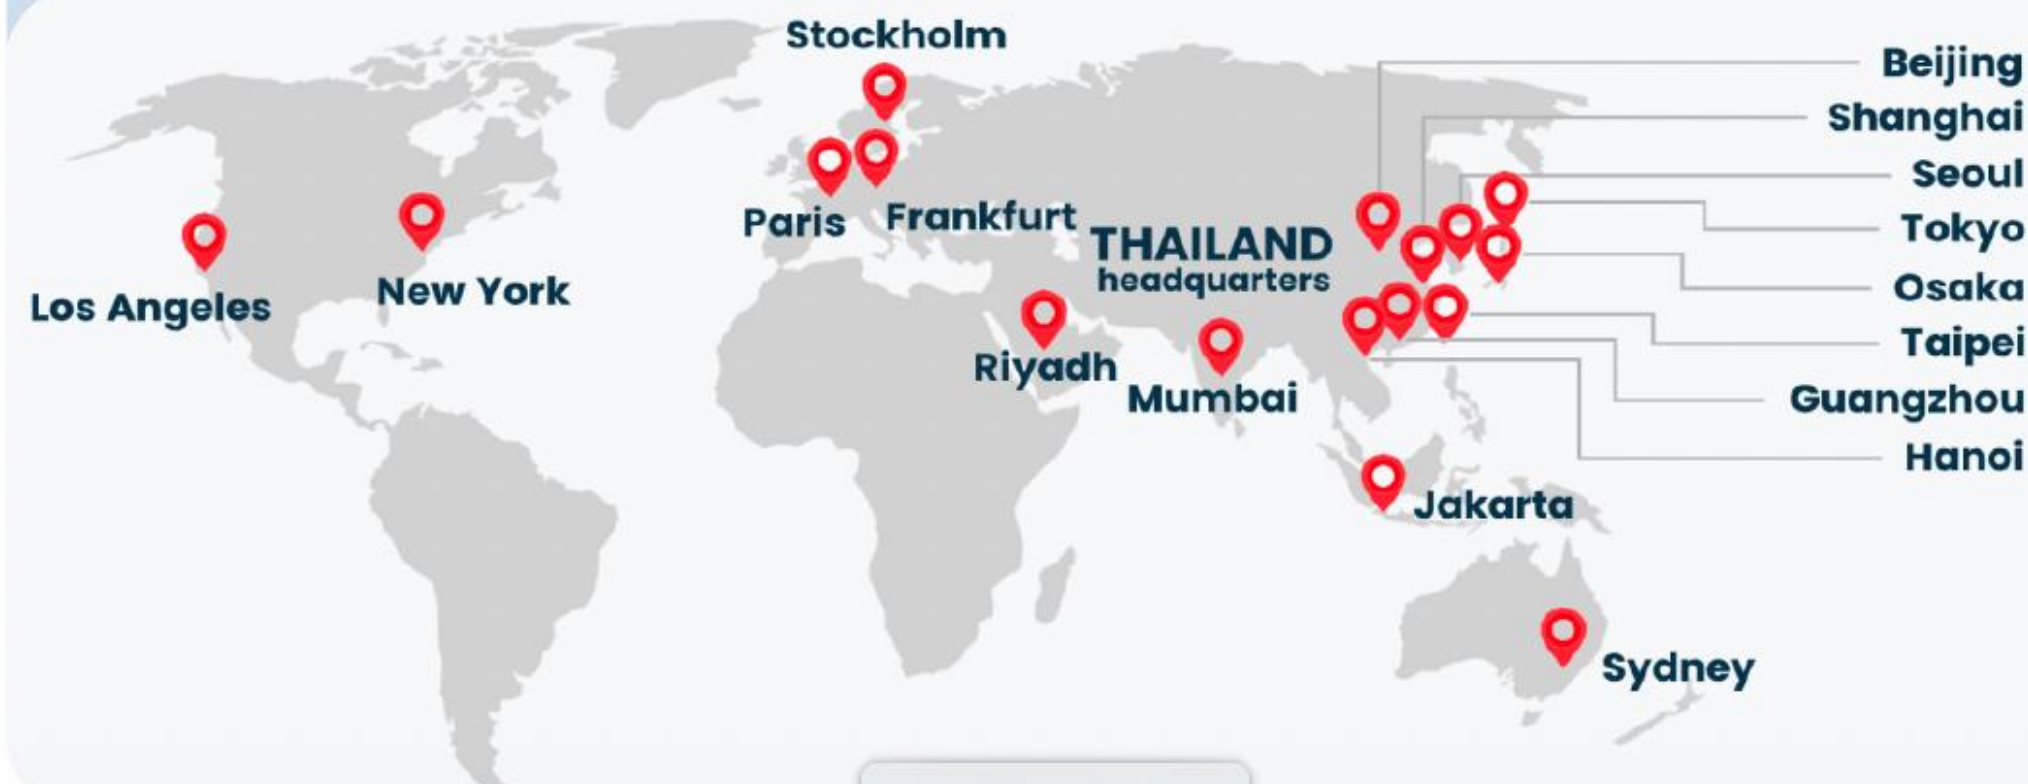 Stockholm
Beijing
Shanghai
Seoul
Tokyo
Paris
Frankfurt
THAILAND
headquarters
Osaka
Los Angeles
New York
Taipei
Riyadh
Mumbai
Guangzhou
Hanoi
Jakarta
Sydney